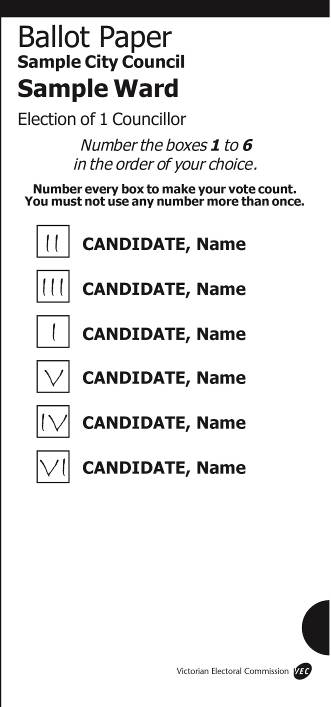 Ballot Paper
Sample City Council
Sample Ward
Election of 1 Councillor
Number the boxes 1 to 6
in the order of your choice.
Number every box to make your vote count.
You must not use any number more than once.
II CANDIDATE, Name
III CANDIDATE, Name
I CANDIDATE, Name
V CANDIDATE, Name
IV CANDIDATE, Name
VI CANDIDATE, Name
Victorian Electoral Commission VEC